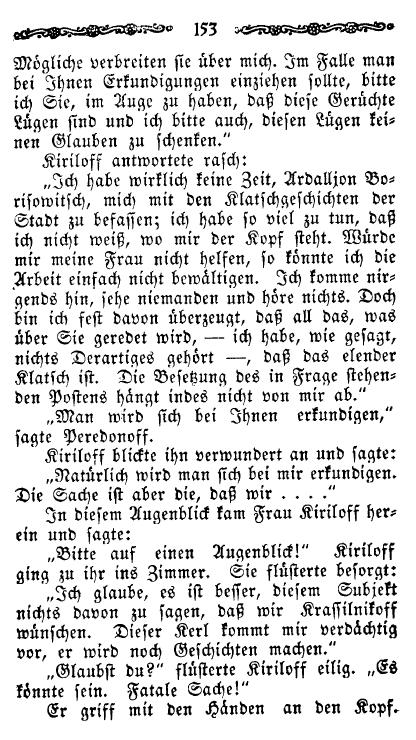 153
Mögliche verbreiten sie über mich. Im Falle man
bei Ihnen Erkundigungen einziehen sollte, bitte
ich Sie, im Auge zu haben, daß diese Gerüchte
Lügen sind und ich bitte auch, diesen Lügen kei-
nen Glauben zu schenken.“
Kiriloff antwortete rasch:
„Ich habe wirklich keine Zeit, Ardalljon Bo-
risowitsch, mich mit den Klatschgeschichten der
Stadt zu befassen; ich habe so viel zu tun, daß
ich nicht weiß, wo mir der Kopf steht. Würde
mir meine Frau nicht helfen, so könnte ich die
Arbeit einfach nicht bewältigen. Ich komme nir-
gends hin, sehe niemanden und höre nichts. Doch
bin ich fest davon überzeugt, daß all das, was
über Sie geredet wird, — ich habe, wie gesagt,
nichts Derartiges gehört —, daß das elender
Klatsch ist. Die Besetzung des in Frage stehen-
den Postens hängt indes nicht von mir ab.“
„Man wird sich bei Ihnen erkundigen,“
sagte Peredonoff.
Kiriloff blickte ihn verwundert an und sagte:
„Natürlich wird man sich bei mir erkundigen.
Die Sache ist aber die, daß wir . . . .“
In diesem Augenblick kam Frau Kiriloff her-
ein und sagte:
„Bitte auf einen Augenblick!“ Kiriloff
ging zu ihr ins Zimmer. Sie flüsterte besorgt:
„Ich glaube, es ist besser, diesem Subjekt
nichts davon zu sagen, daß wir Krassilnikoff
wünschen. Dieser Kerl kommt mir verdächtig
vor, er wird noch Geschichten machen.“
„Glaubst du?“ flüsterte Kiriloff eilig. „Es
könnte sein. Fatale Sache!“
Er griff mit den Händen an den Kopf.